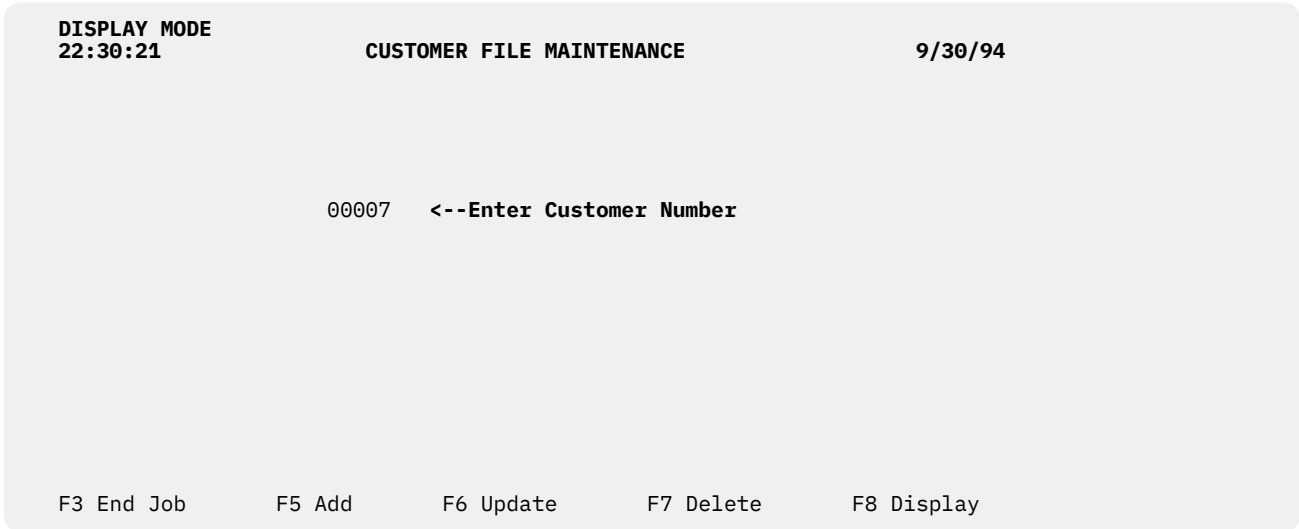 DISPLAY MODE
22:30:21 CUSTOMER FILE MAINTENANCE 9/30/94
00007 <--Enter Customer Number
F3 End Job F5 Add F6 Update F7 Delete F8 Display